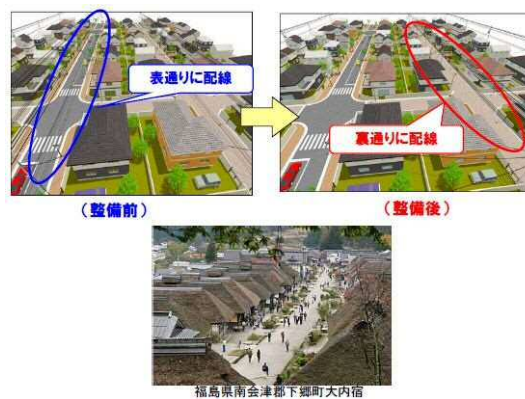 表通りに配線
裏通りに配線
（整備前）
（整備後）
福島県南会津郡下郷町大内宿